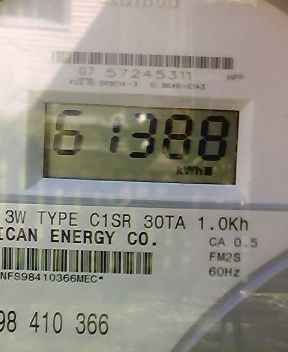 07 57245311 HPP
61388
kWh
3W TYPE C1SR 30TA 1.0Kh
ICAN ENERGY CO.
CA 0.5
FM2S
60Hz
NFS98410366MEC*
98 410 366